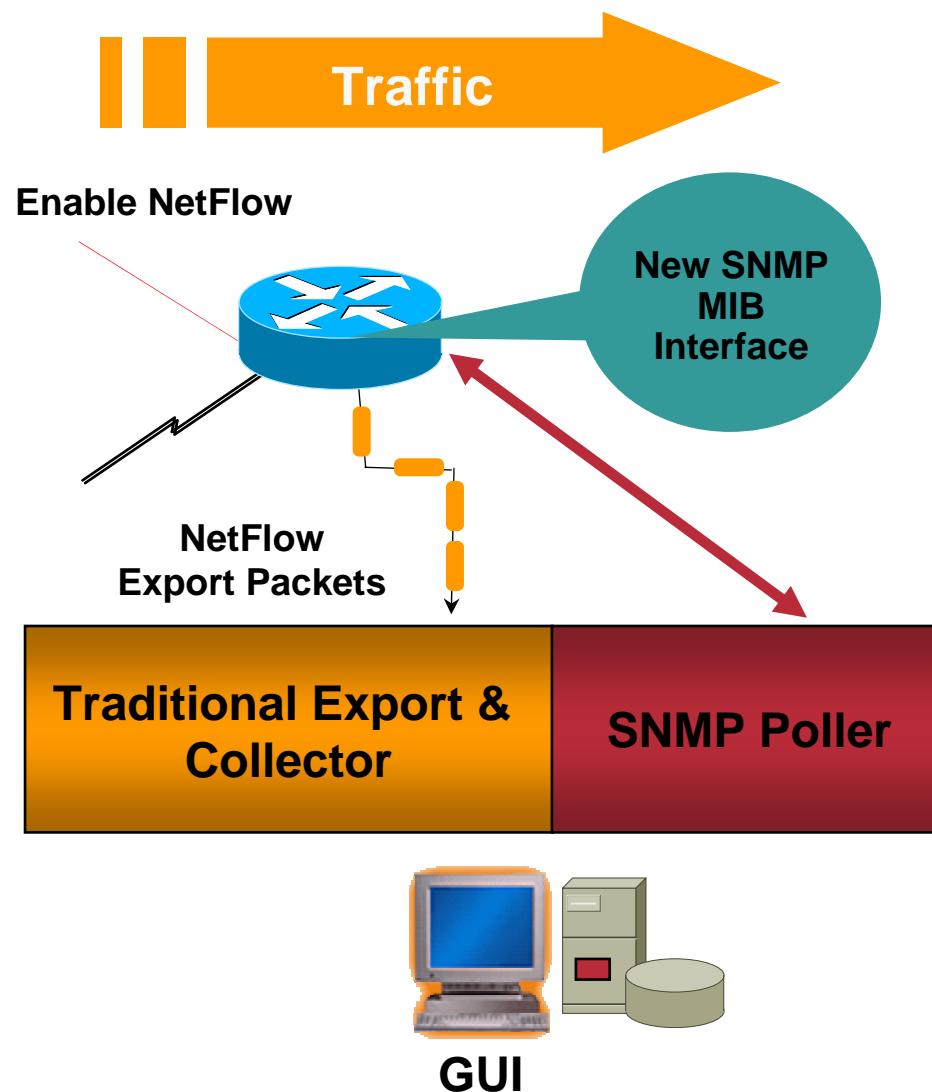 Traffic
Enable NetFlow
New SNMP
MIB
Interface
NetFlow
Export Packets
Traditional Export &
Collector
SNMP Poller
GUI